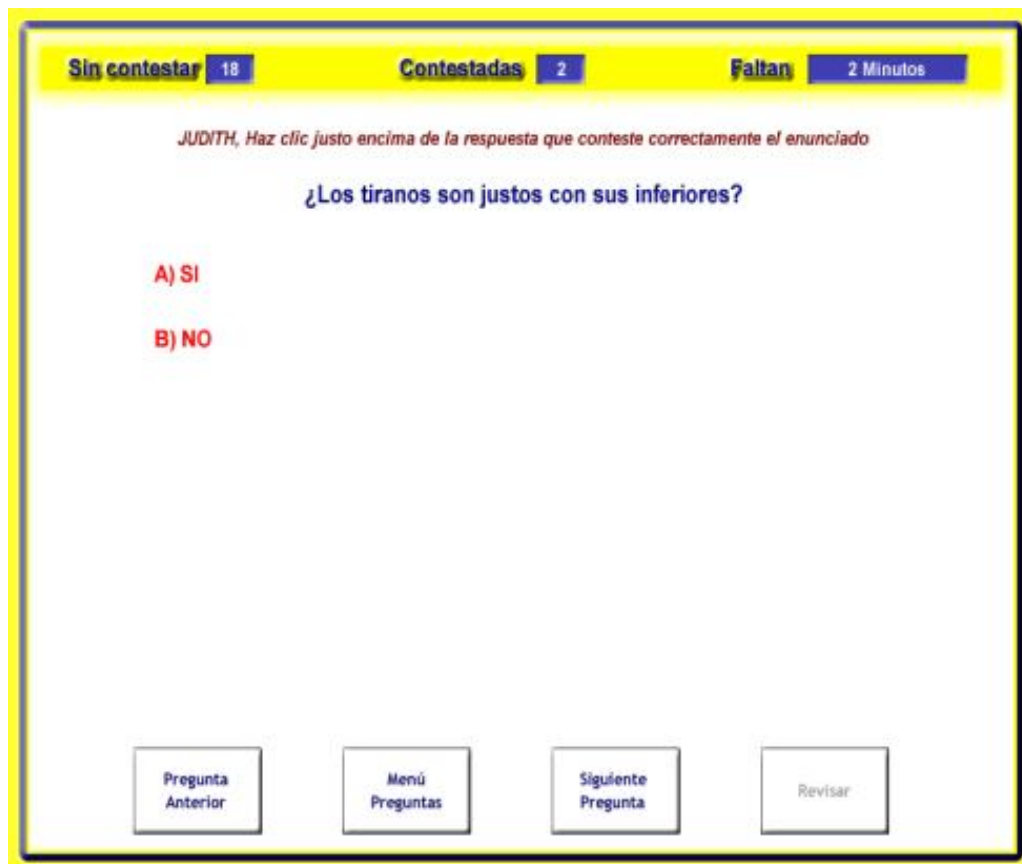 Sin contestar 18 Contestadas 2 Faltan 2 Minutos
JUDITH, Haz clic justo encima de la respuesta que conteste correctamente el enunciado
¿Los tiranos son justos con sus inferiores?
A) SI
B) NO
Pregunta
Anterior
Menú
Preguntas
Siguiente
Pregunta
Revisar